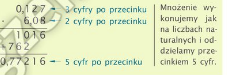 0,127 → 3 cyfry po przecinku
· 6,08 → 2 cyfry po przecinku
1016
+762
0,77216 → 5 cyfr po przecinku
Mnożenie wy-
konujemy jak
na liczbach na-
turalnych i od-
dzielamy prze-
cinkiem 5 cyfr.